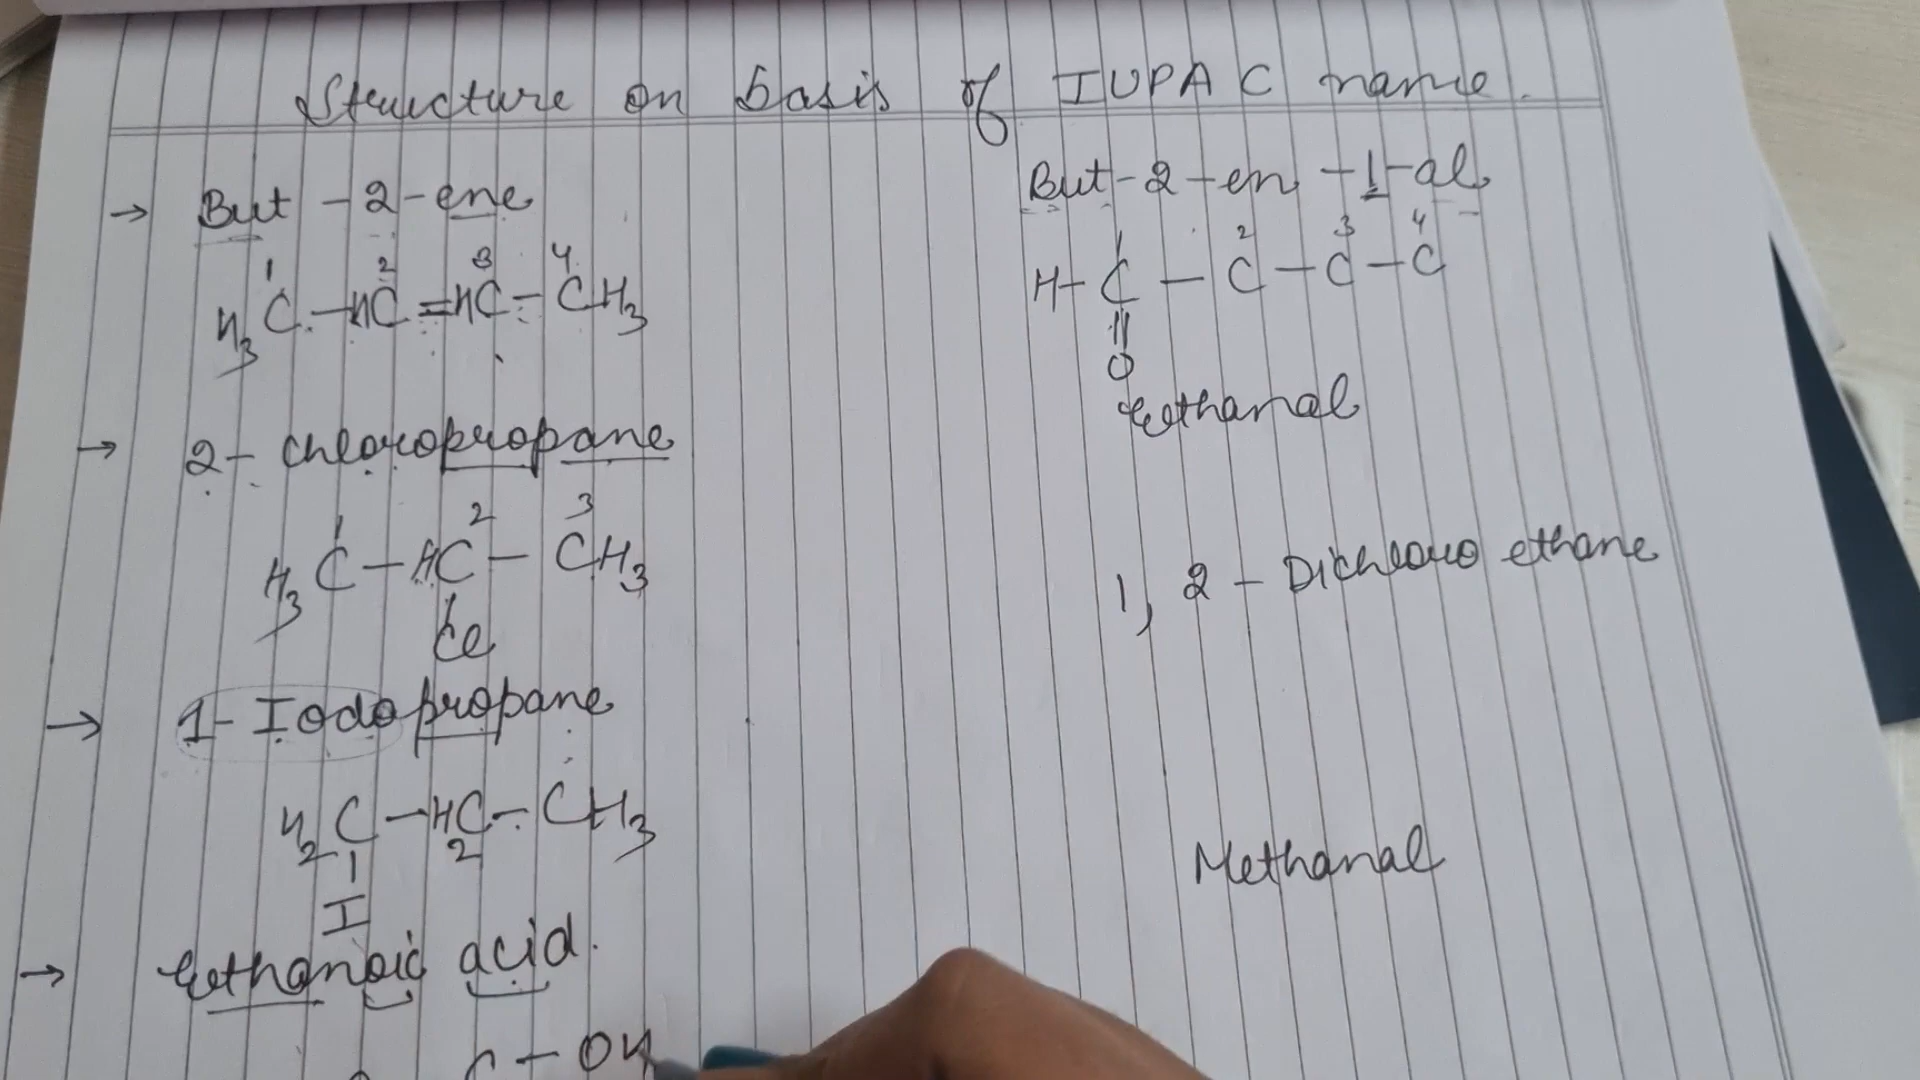 Structure on basis of IUPAC name.
→ But-2-ene
1 2 3 4
H3C-HC=HC-CH3
→ 2-chloropropane
1 2 3
H3C-HC-CH3
Cl
→ 1-Iodopropane
H2C-HC-CH3
2
I
→ Ethanoic acid.
C-OH
But-2-en-1-al
1 2 3 4
H-C-C-C-C
O
Ethanal
1, 2-Dichloro ethane
Methanal